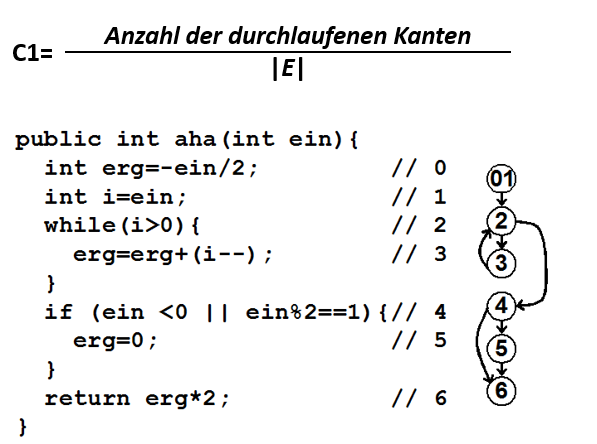 Anzahl der durchlaufenen Kanten
C1=
|E|
public int aha(int ein){
int erg=-ein/2; // 0
int i=ein; // 1
while(i>0){ // 2
erg=erg+(i--); // 3
}
if (ein <0 || ein%2==1){// 4
erg=0; // 5
}
return erg*2; // 6
}
01
2
3
4
5
6